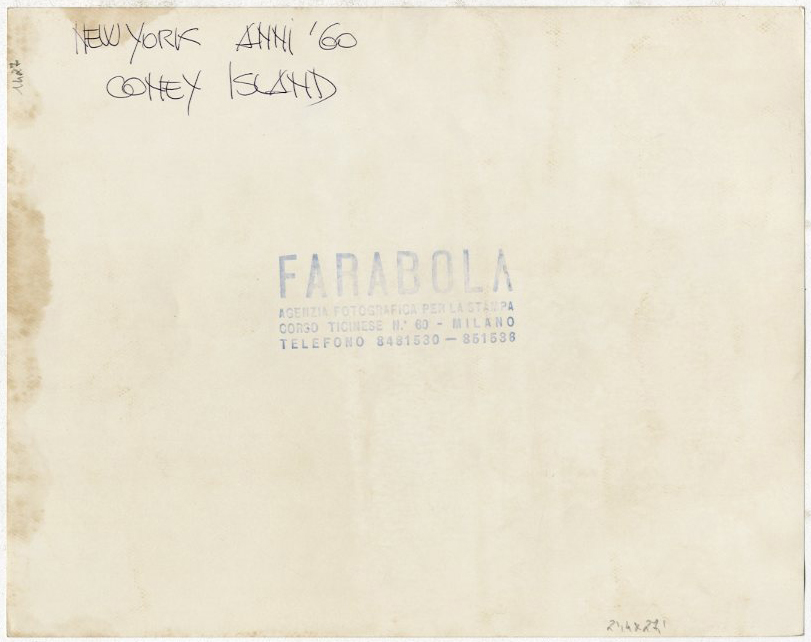 NEW YORK ANNI '60
CONEY ISLAND
FARABOLA
AGENZIA FOTOGRAFICA PER LA STAMPA
CORSO TICINESE N.° 60 - MILANO
TELEFONO 8481530 - 851536